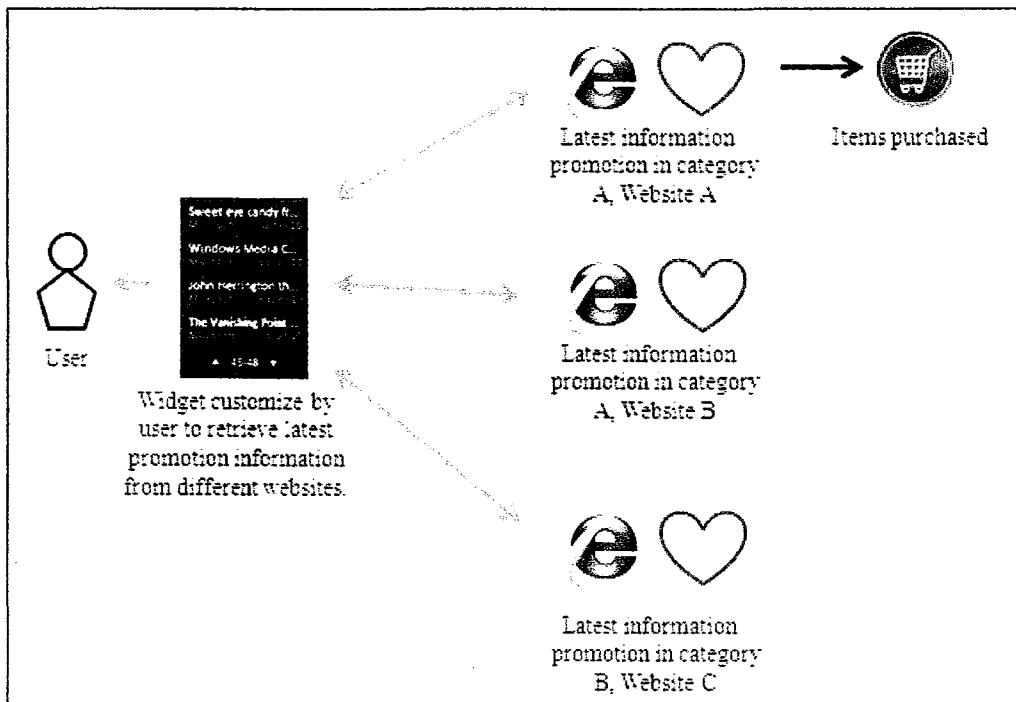 Latest information
promotion in category
A, Website A
Items purchased
Sweet eye candy fr...
Windows Media C...
John Herrington th...
The Vanishing Point ...
45-48
User
Widget customize by
user to retrieve latest
promotion information
from different websites.
Latest information
promotion in category
A, Website B
Latest information
promotion in category
B, Website C